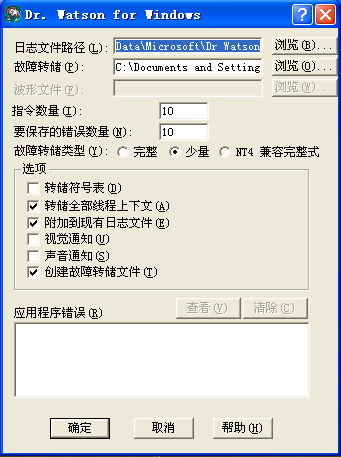 Dr. Watson for Windows
日志文件路径(L): Data\Microsoft\Dr Watson 浏览(B)...
故障转储(P): C:\Documents and Setting 浏览(O)...
波形文件(F): 浏览(W)...
指令数量(I): 10
要保存的错误数量(N): 10
故障转储类型(Y): 完整 少量 NT4 兼容完整式
选项
转储符号表(D)
转储全部线程上下文(A)
附加到现有日志文件(E)
视觉通知(U)
声音通知(S)
创建故障转储文件(T)
应用程序错误(R) 查看(V) 清除(C)
确定 取消 帮助(H)